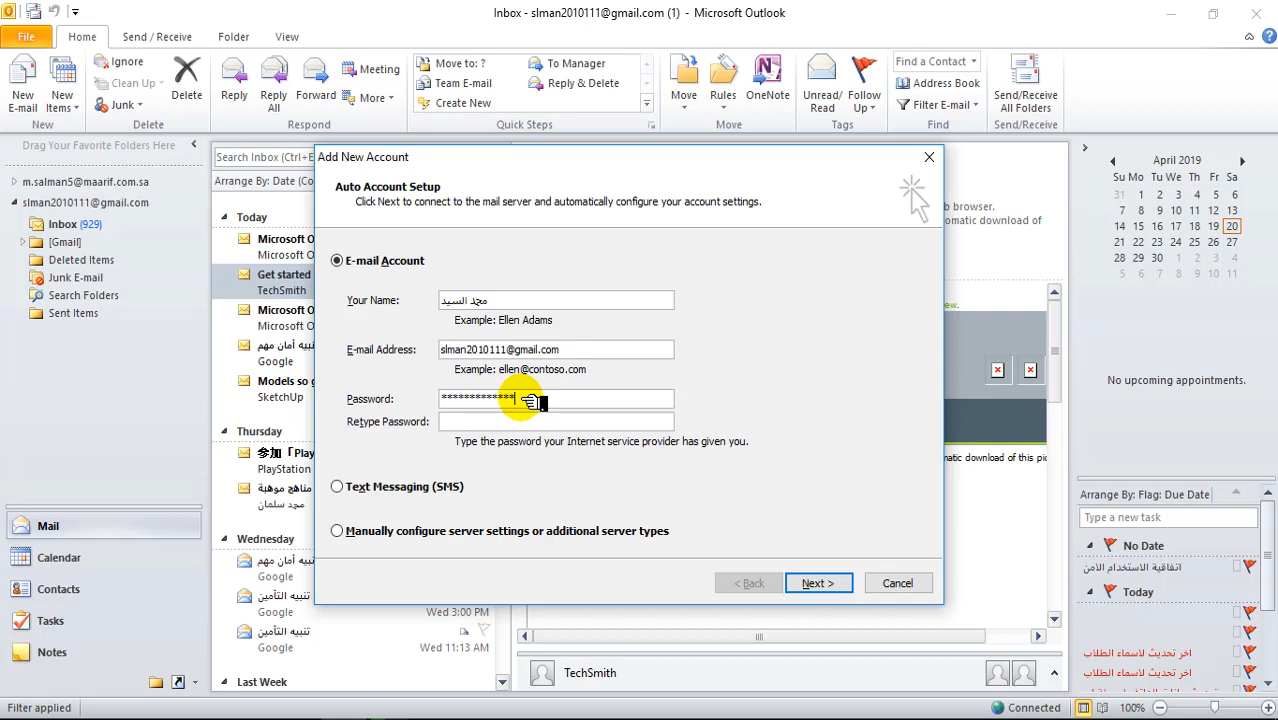 Inbox - slman2010111@gmail.com (1) - Microsoft Outlook
File Home Send / Receive Folder View
New E-mail
New Items
Ignore
Clean Up
Junk
Delete
Reply
Reply All
Forward
Meeting
More
Move to: ?
Team E-mail
Create New
To Manager
Reply & Delete
Move
Rules
OneNote
Unread/ Read
Follow Up
Find a Contact
Address Book
Filter E-mail
Send/Receive All Folders
New Delete Respond Quick Steps Move Tags Find Send/Receive
Drag Your Favorite Folders Here
m.salman5@maarif.com.sa
slman2010111@gmail.com
Inbox (929)
[Gmail]
Deleted Items
Junk E-mail
Search Folders
Sent Items
Mail
Calendar
Contacts
Tasks
Notes
Search Inbox (Ctrl+E
Arrange By: Date (Co
Today
Microsoft O
Microsoft O
Get started
TechSmith
Microsoft O
Microsoft O
تنبيه أمان مهم
Google
Models so g
SketchUp
参加「Play
PlayStation
مناهج موهبة
محمد سلمان
Wednesday
تنبيه أمان مهم
Google
تنبيه التأمين
Google Wed 3:00 PM
تنبيه التأمين
Google Wed 11:13 AM
Last Week
Add New Account
Auto Account Setup
Click Next to connect to the mail server and automatically configure your account settings.
E-mail Account
Your Name: محمد السيد
Example: Ellen Adams
E-mail Address: slman2010111@gmail.com
Example: ellen@contoso.com
Password: *************
Retype Password:
Type the password your Internet service provider has given you.
Text Messaging (SMS)
Manually configure server settings or additional server types
< Back Next > Cancel
b browser.
omatic download of
ew.
matic download of this pic
TechSmith
April 2019
Su Mo Tu We Th Fr Sa
31 1 2 3 4 5 6
7 8 9 10 11 12 13
14 15 16 17 18 19 20
21 22 23 24 25 26 27
28 29 30 1 2 3 4
5 6 7 8 9 10 11
No upcoming appointments.
Arrange By: Flag: Due Date
Type a new task
No Date
اتفاقية الاستخدام الامن
Today
اخر تحديث لاسماء الطلاب
اخر تحديث لاسماء الطلاب
Filter applied
Connected
100%